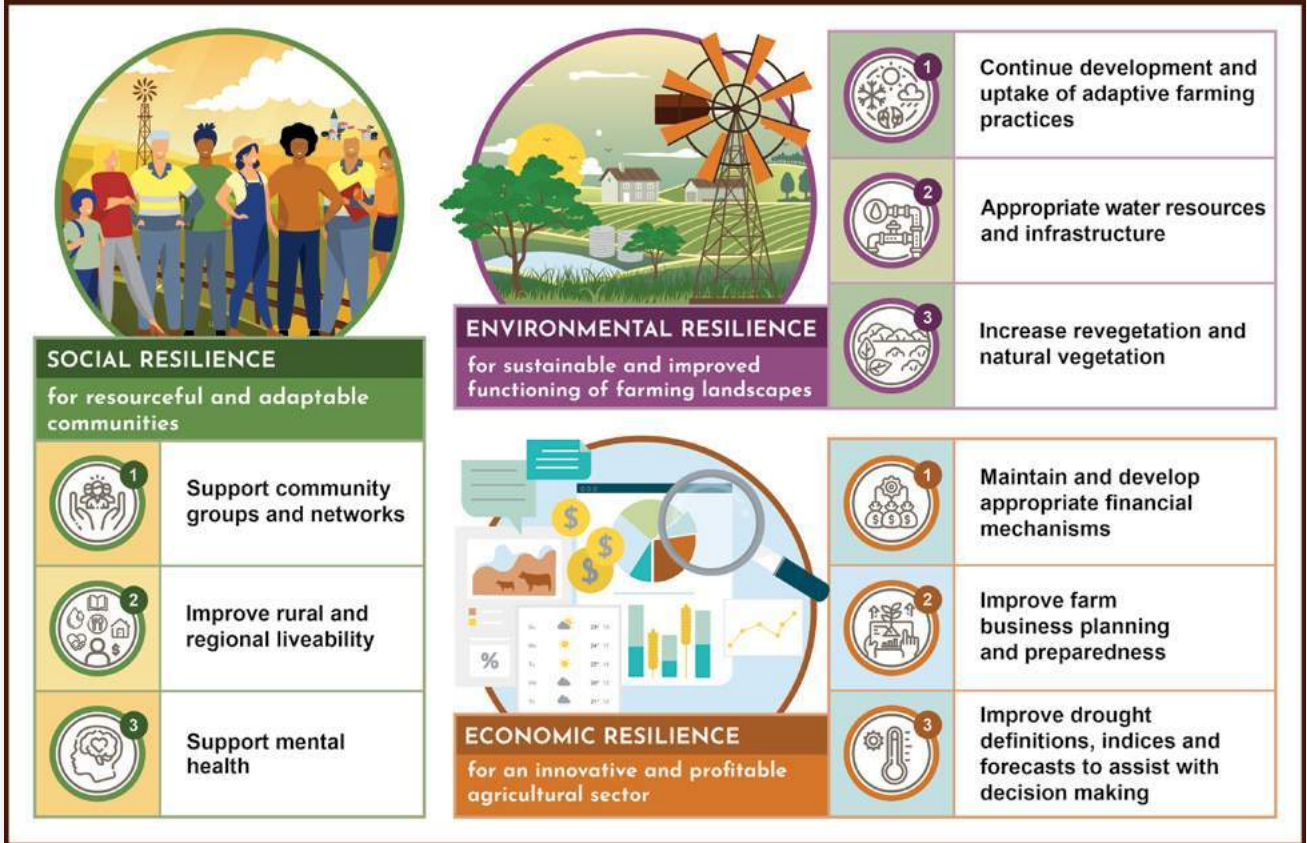 SOCIAL RESILIENCE
for resourceful and adaptable
communities
1
Support community
groups and networks
2
Improve rural and
regional liveability
3
Support mental
health
ENVIRONMENTAL RESILIENCE
for sustainable and improved
functioning of farming landscapes
1
Continue development and
uptake of adaptive farming
practices
2
Appropriate water resources
and infrastructure
3
Increase revegetation and
natural vegetation
$
$
$
%
ECONOMIC RESILIENCE
for an innovative and profitable
agricultural sector
1
Maintain and develop
appropriate financial
mechanisms
2
Improve farm
business planning
and preparedness
3
Improve drought
definitions, indices and
forecasts to assist with
decision making